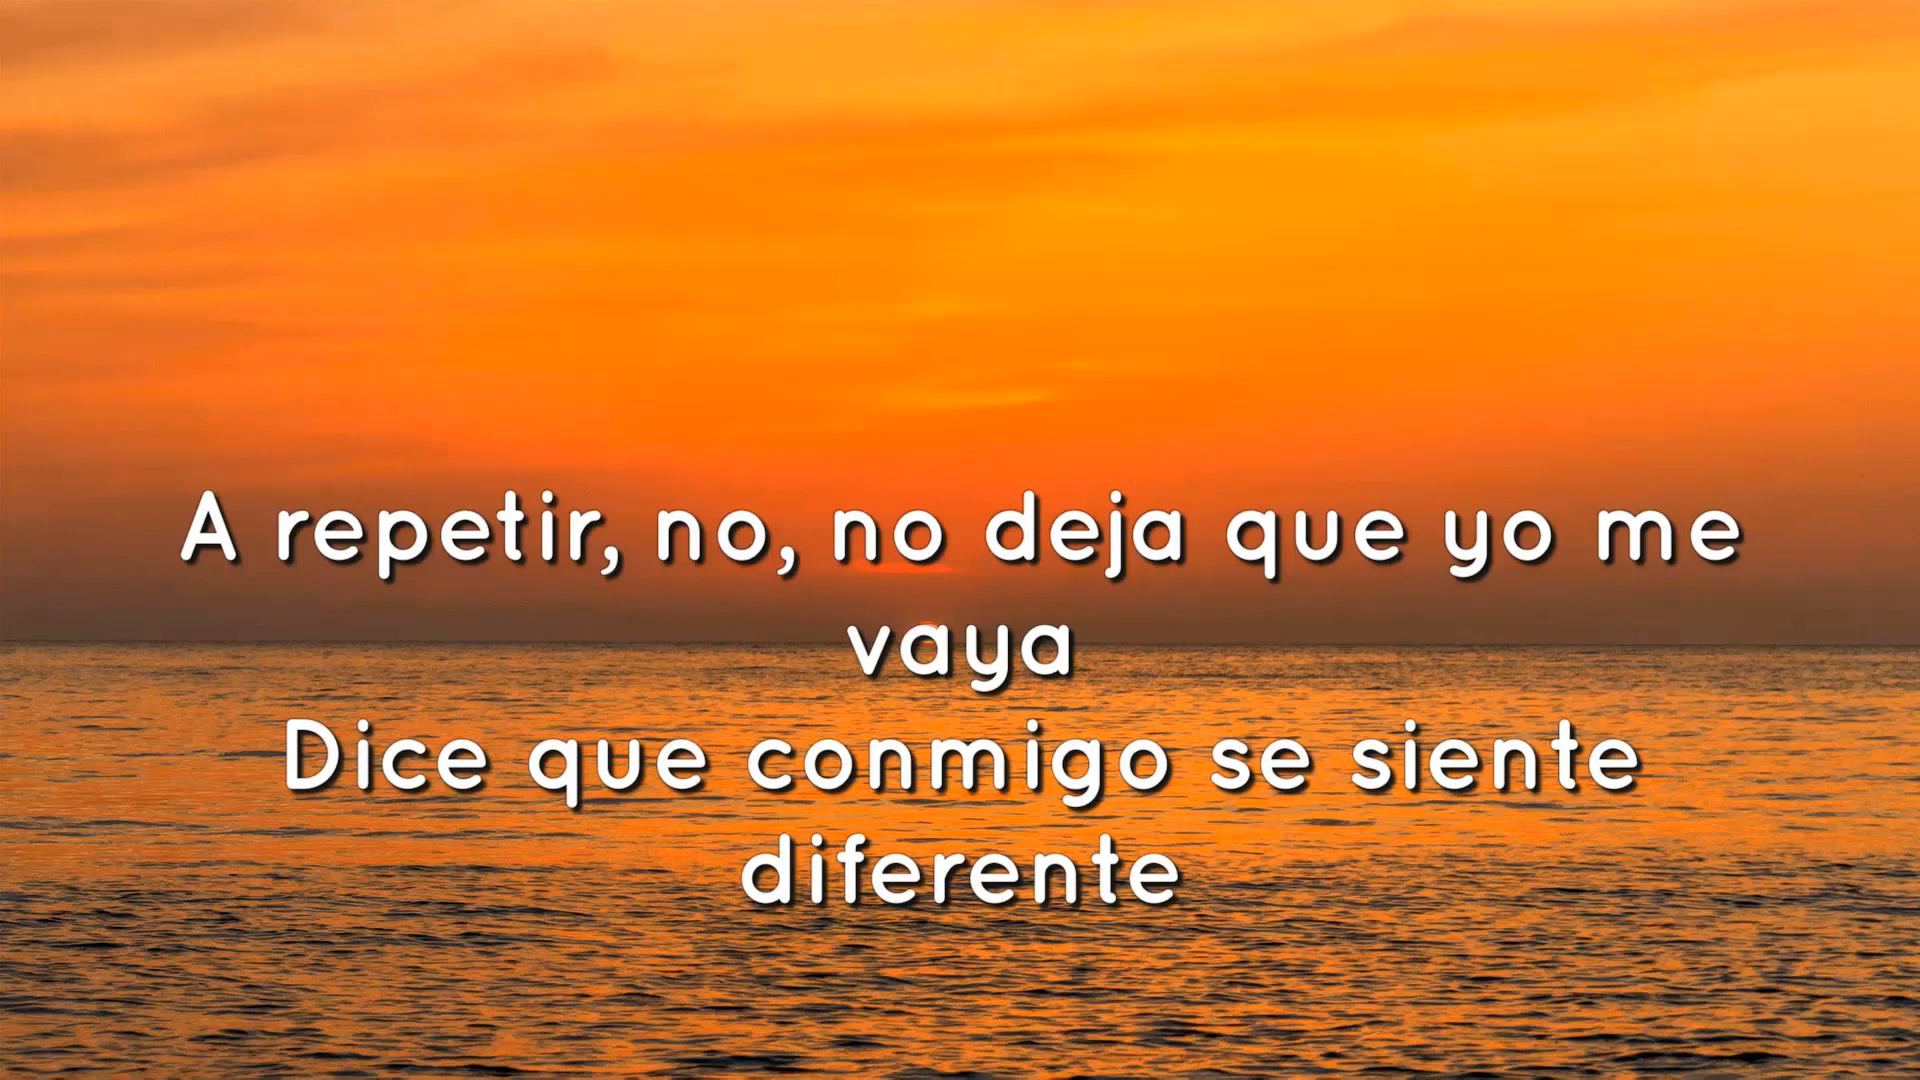 A repetir, no, no deja que yo me
vaya
Dice que conmigo se siente
diferente